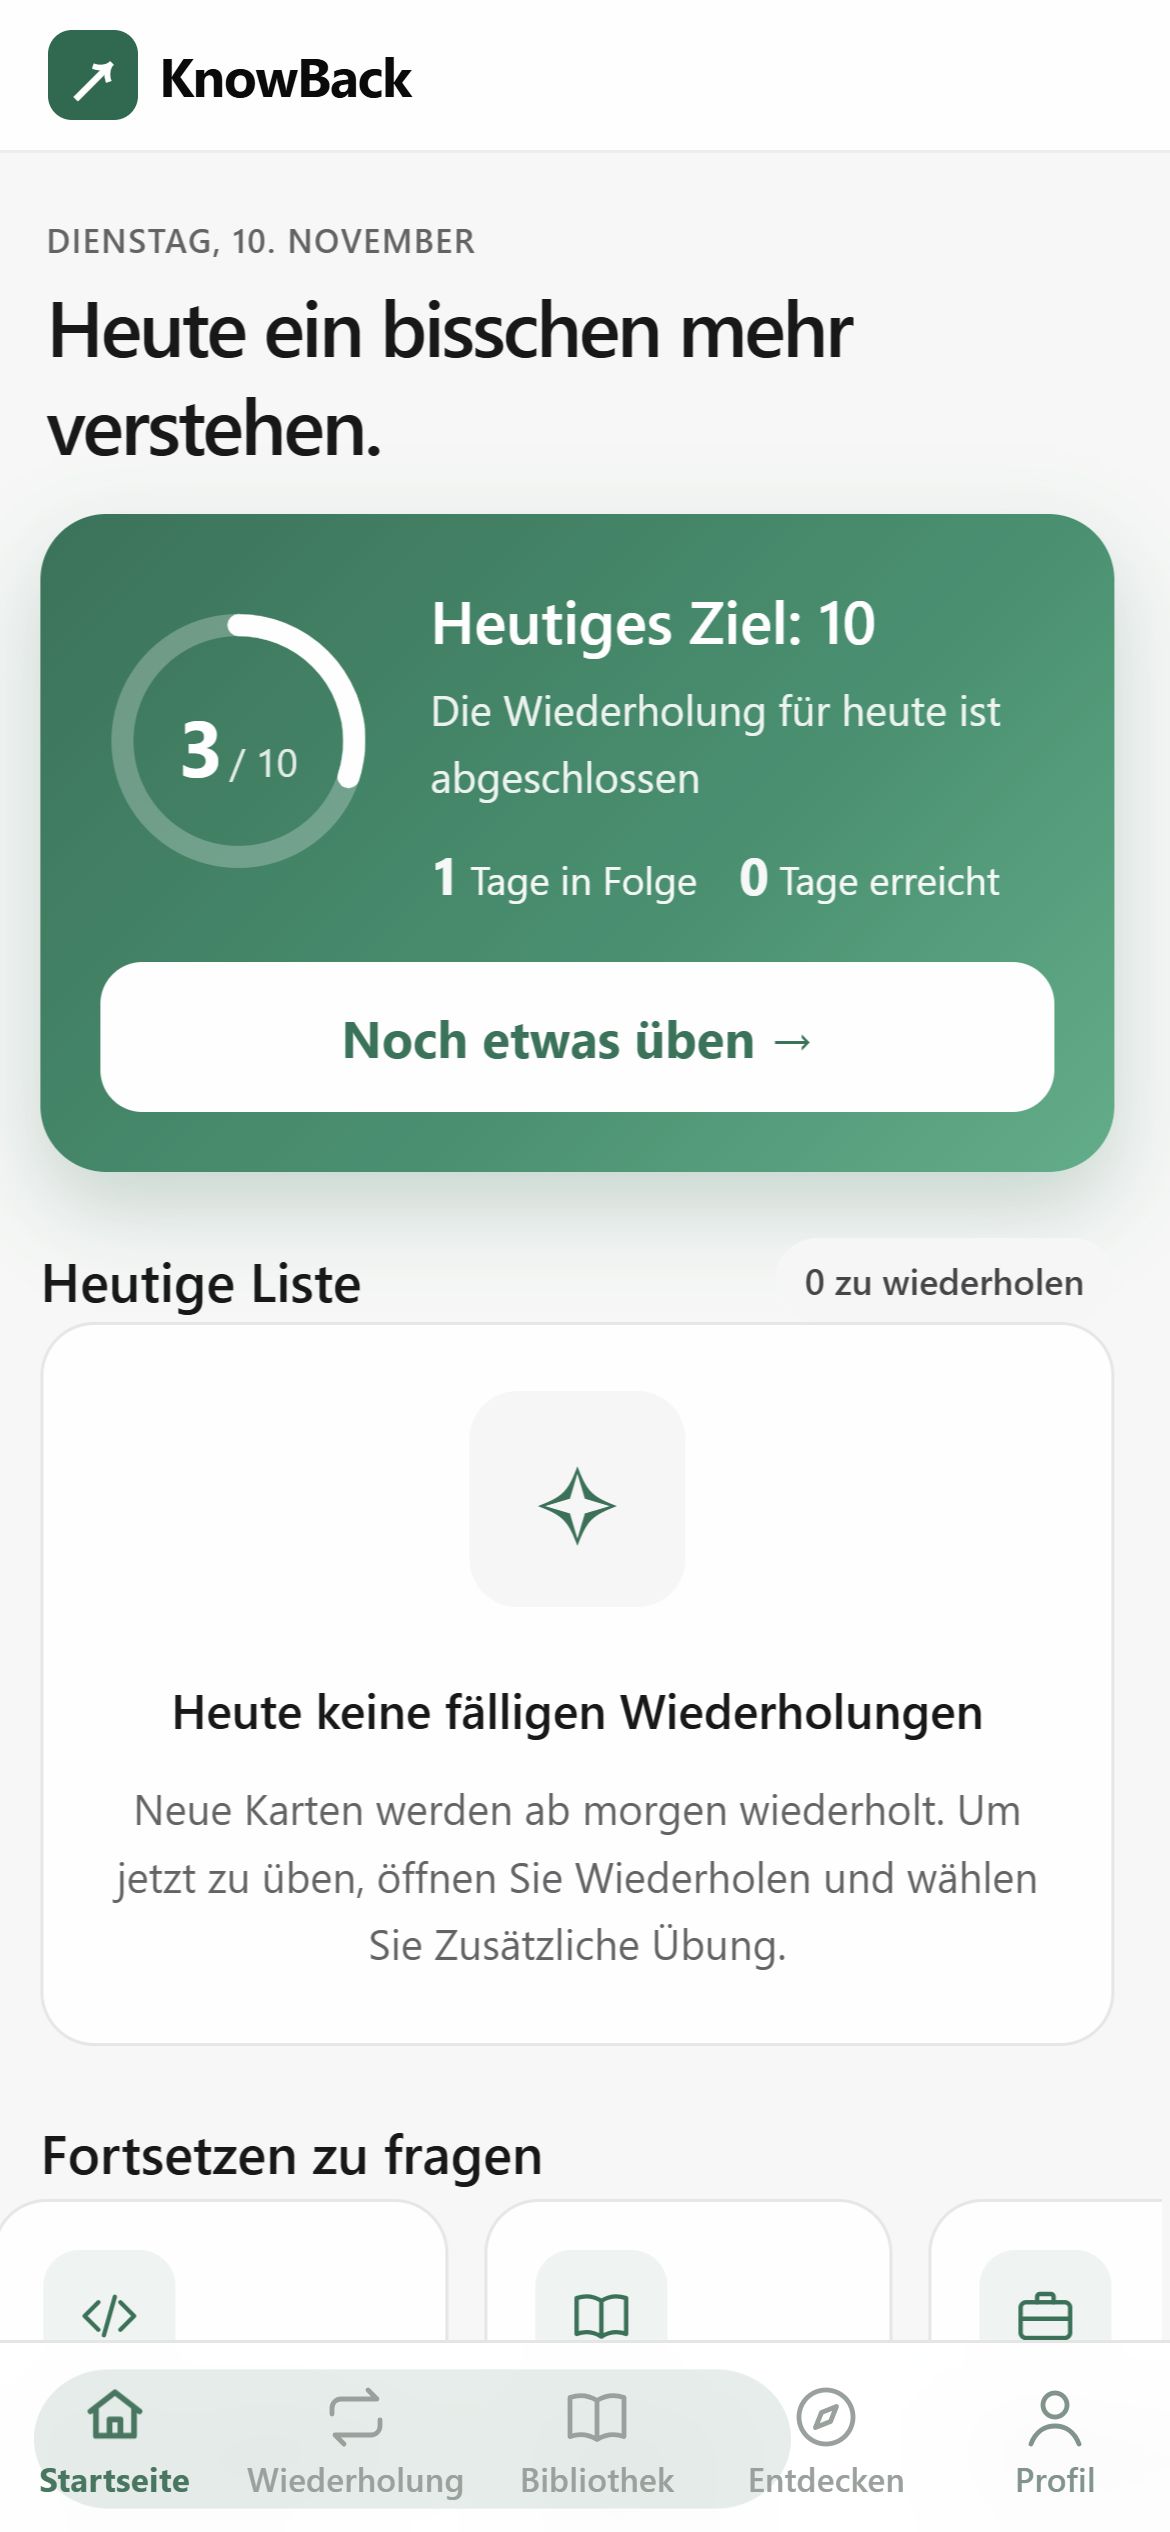 KnowBack
DIENSTAG, 10. NOVEMBER
Heute ein bisschen mehr
verstehen.
3 / 10
Heutiges Ziel: 10
Die Wiederholung für heute ist
abgeschlossen
1 Tage in Folge 0 Tage erreicht
Noch etwas üben →
Heutige Liste
0 zu wiederholen
Heute keine fälligen Wiederholungen
Neue Karten werden ab morgen wiederholt. Um
jetzt zu üben, öffnen Sie Wiederholen und wählen
Sie Zusätzliche Übung.
Fortsetzen zu fragen
Startseite Wiederholung Bibliothek Entdecken Profil